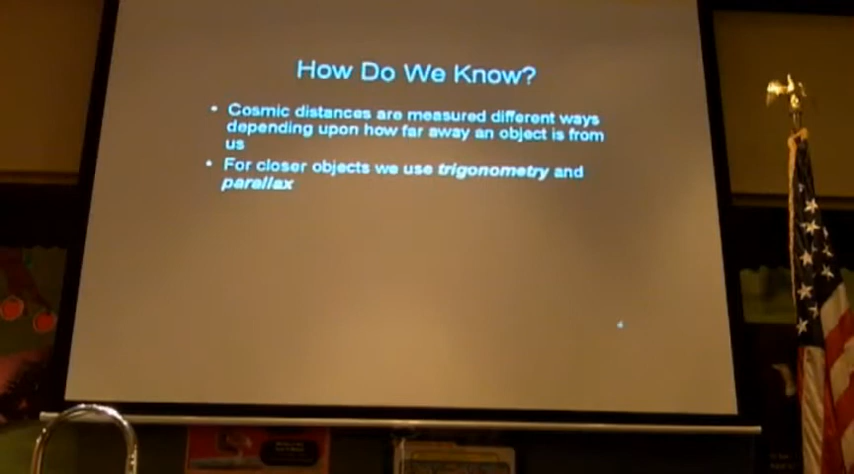 How Do We Know?
• Cosmic distances are measured different ways
depending upon how far away an object is from
us
• For closer objects we use trigonometry and
parallax